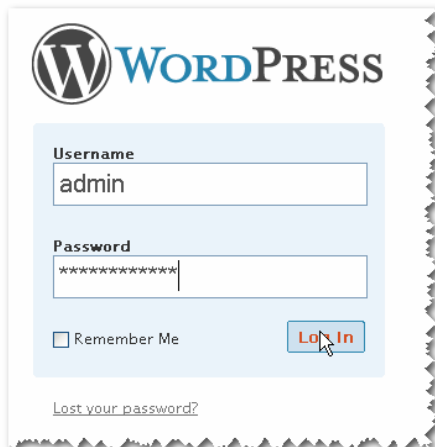 WORDPRESS
Username
admin
Password
************
Remember Me
Log In
Lost your password?